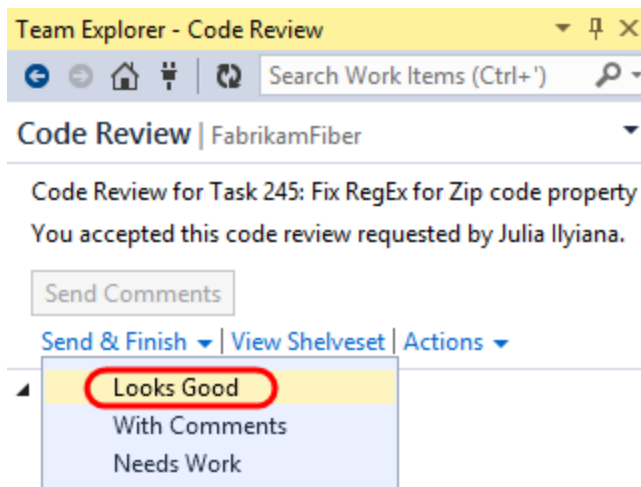 Team Explorer - Code Review
Search Work Items (Ctrl+')
Code Review | FabrikamFiber
Code Review for Task 245: Fix RegEx for Zip code property
You accepted this code review requested by Julia Ilyiana.
Send Comments
Send & Finish | View Shelveset | Actions
Looks Good
With Comments
Needs Work